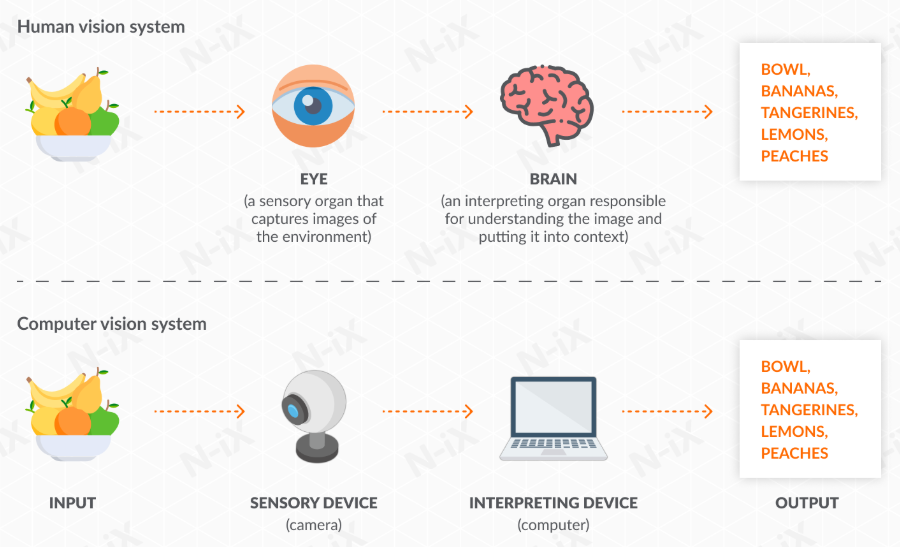 Human vision system
BOWL,
BANANAS,
TANGERINES,
LEMONS,
PEACHES
EYE
(a sensory organ that
captures images of
the environment)
BRAIN
(an interpreting organ responsible
for understanding the image and
putting it into context)
Computer vision system
BOWL,
BANANAS,
TANGERINES,
LEMONS,
PEACHES
INPUT
SENSORY DEVICE
(camera)
INTERPRETING DEVICE
(computer)
OUTPUT
N-iX